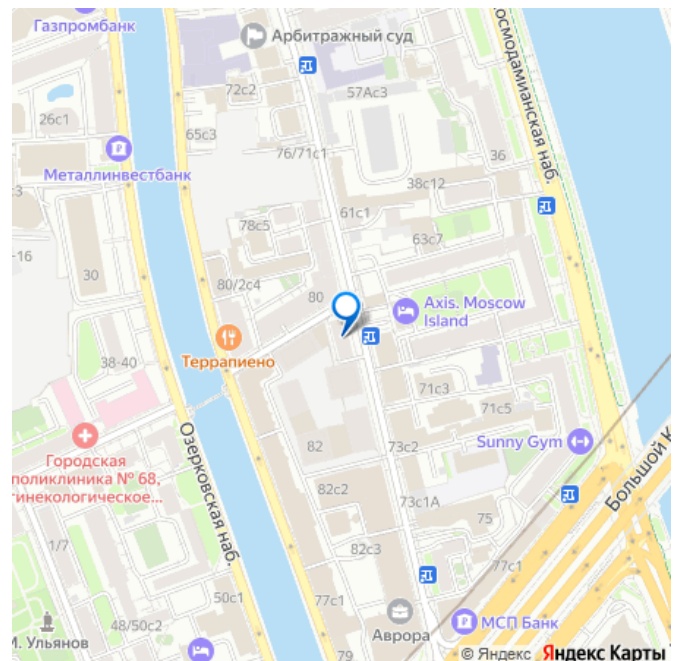 Газпромбанк
Арбитражный суд
осмодамианская наб.
72с2
57Ас3
26с1
65с3
Металлинвестбанк
76/71с1
36
38с12
61с1
78с5
63с7
-16
30
80/2с4
80
Axis. Moscow
Island
Террапиено
38-40
71с3
71с5
Городская
поликлиника № 68,
гинекологическое...
Озерковская наб.
82
73с2
Sunny Gym
Большой К
82с2
73с1А
75
1/7
82с3
77с1
50с1
77с1
МСП Банк
48/50с2
И. Ульянов
Аврора
79
© Яндекс Яндекс Карты